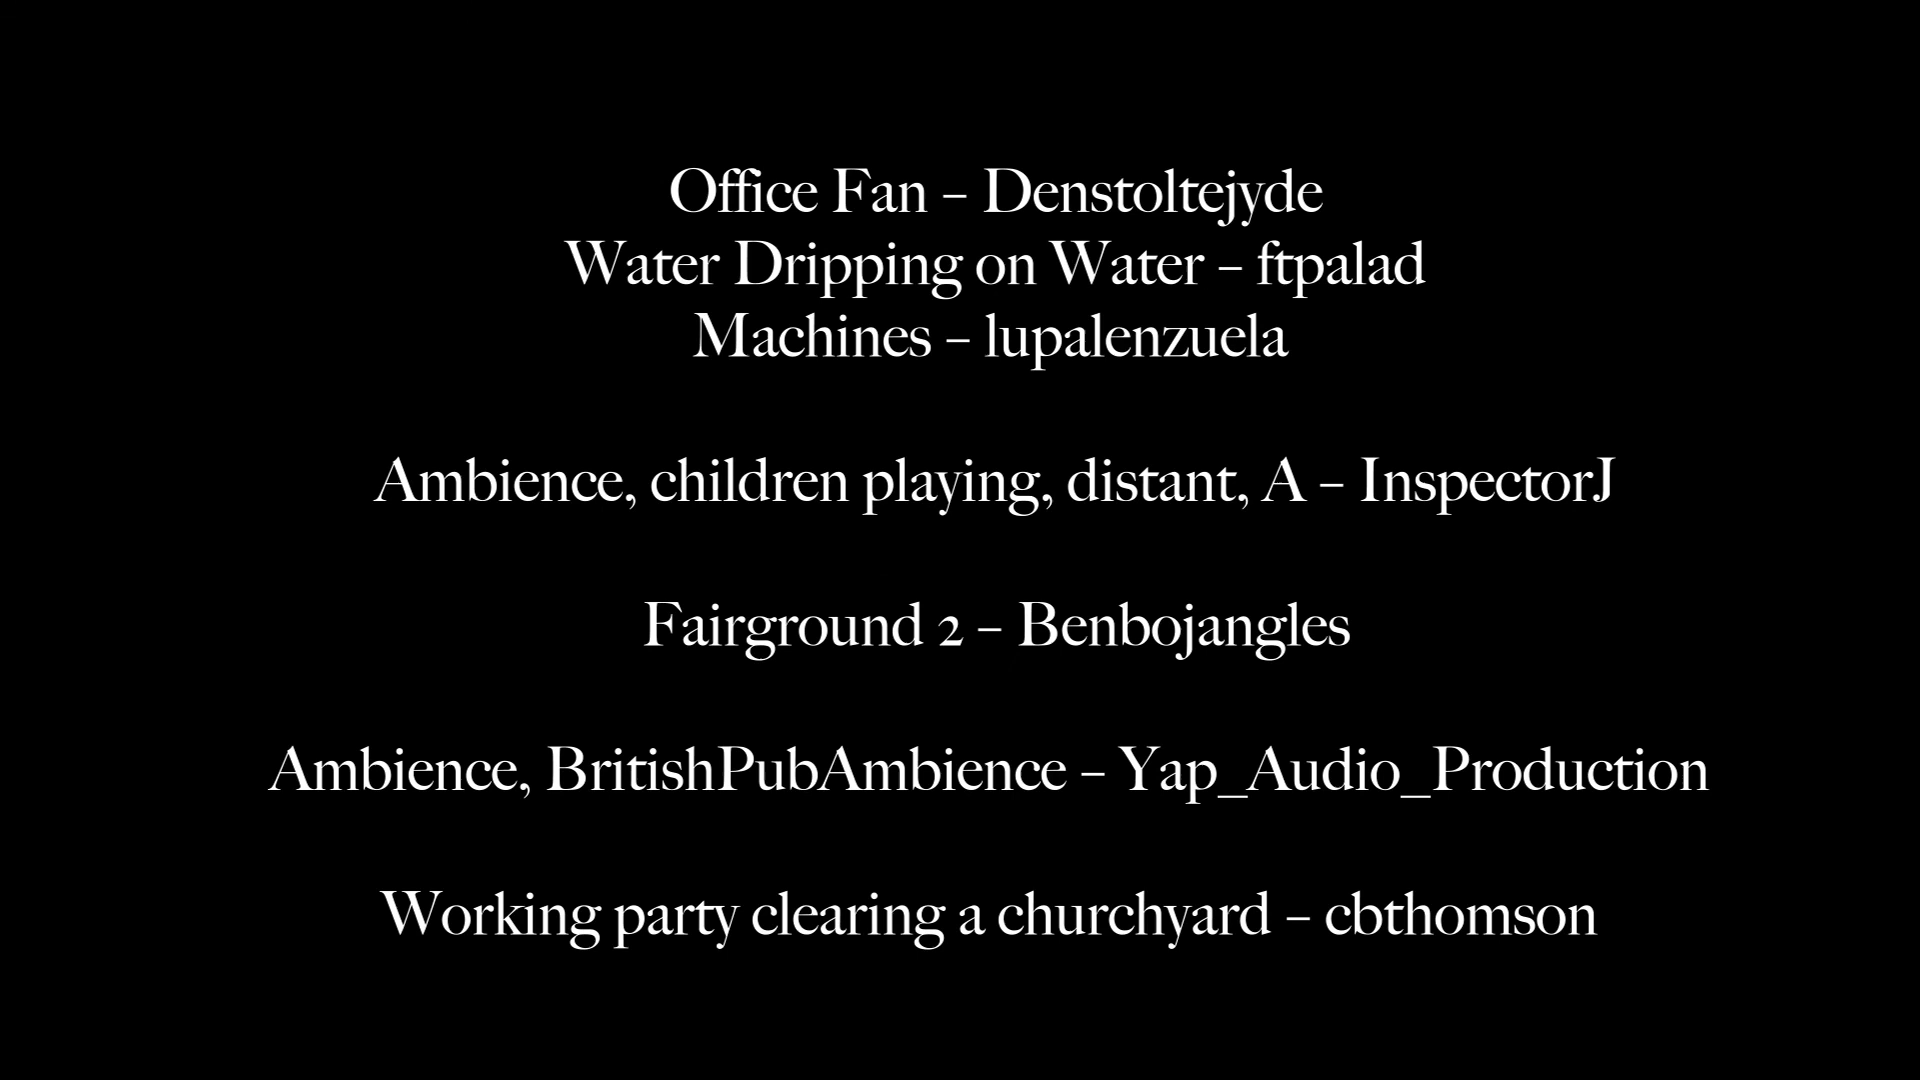 Office Fan – Denstoltejyde
Water Dripping on Water – ftpalad
Machines – lupalenzuela
Ambience, children playing, distant, A – InspectorJ
Fairground 2 – Benbojangles
Ambience, BritishPubAmbience – Yap_Audio_Production
Working party clearing a churchyard – cbthomson